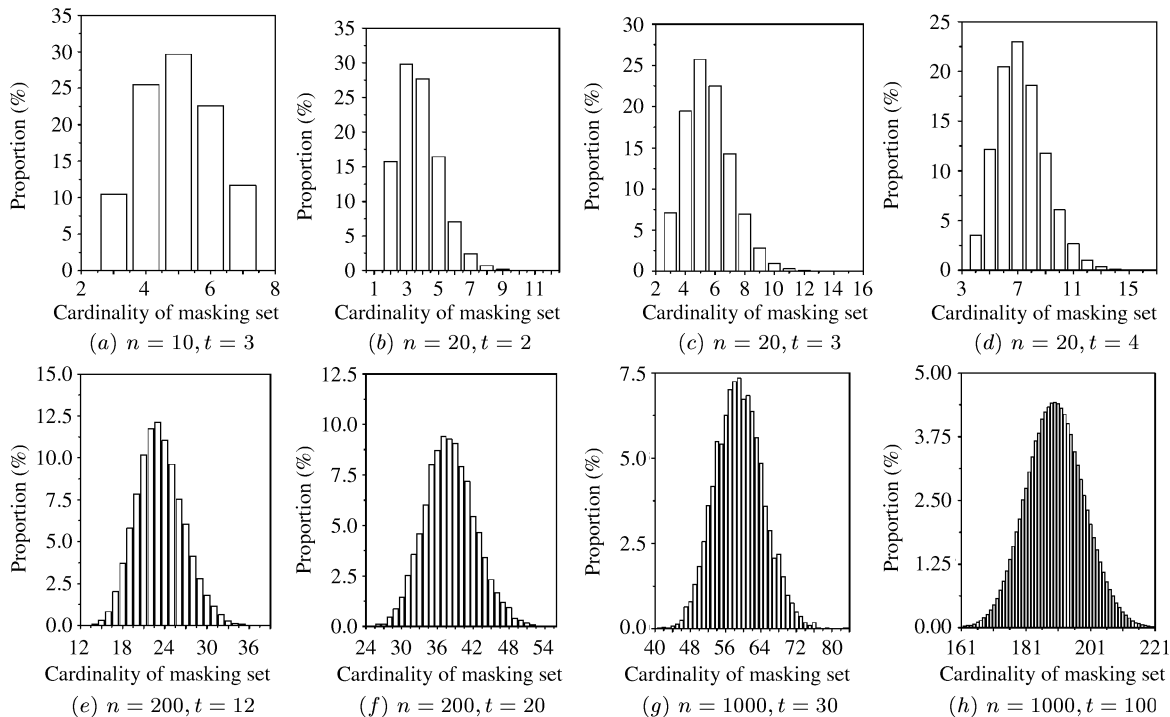 35
30
25
20
15
10
5
0
2 4 6 8
Proportion (%)
Cardinality of masking set
(a) n = 10, t = 3
35
30
25
20
15
10
5
0
1 3 5 7 9 11
Proportion (%)
Cardinality of masking set
(b) n = 20, t = 2
30
25
20
15
10
5
0
2 4 6 8 10 12 14 16
Proportion (%)
Cardinality of masking set
(c) n = 20, t = 3
25
20
15
10
5
0
3 7 11 15
Proportion (%)
Cardinality of masking set
(d) n = 20, t = 4
15.0
12.5
10.0
7.5
5.0
2.5
0.0
12 18 24 30 36
Proportion (%)
Cardinality of masking set
(e) n = 200, t = 12
12.5
10.0
7.5
5.0
2.5
0.0
24 30 36 42 48 54
Proportion (%)
Cardinality of masking set
(f) n = 200, t = 20
7.5
5.0
2.5
0.0
40 48 56 64 72 80
Proportion (%)
Cardinality of masking set
(g) n = 1000, t = 30
5.00
3.75
2.50
1.25
0.00
161 181 201 221
Proportion (%)
Cardinality of masking set
(h) n = 1000, t = 100